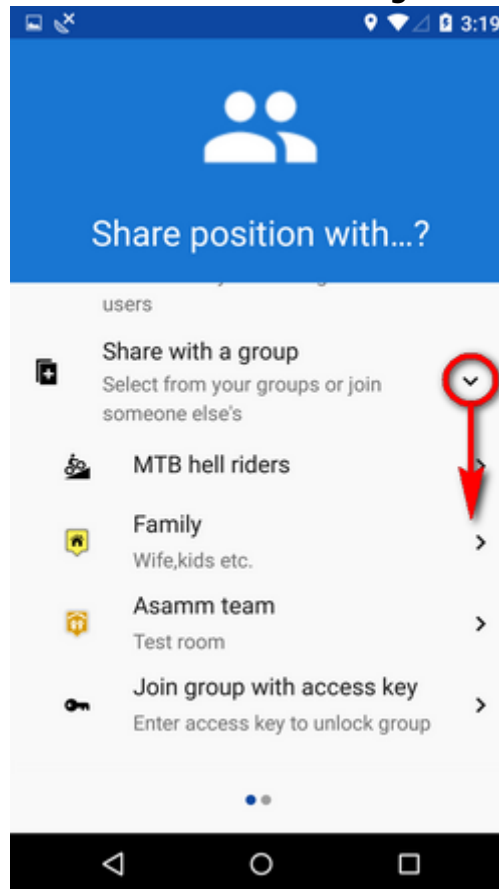 3:19
Share position with...?
users
Share with a group
Select from your groups or join
someone else's
MTB hell riders
Family
Wife,kids etc.
Asamm team
Test room
Join group with access key
Enter access key to unlock group